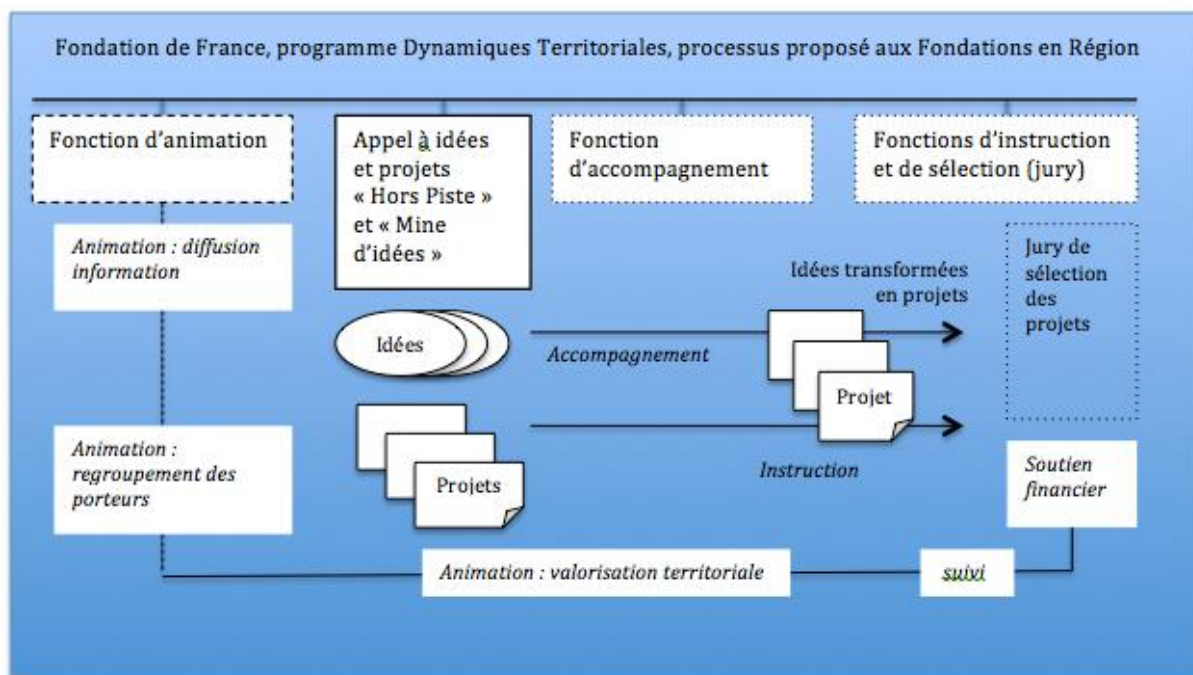 Fondation de France, programme Dynamiques Territoriales, processus proposé aux Fondations en Région
Fonction d'animation
Appel à idées
et projets
« Hors Piste »
et « Mine
d'idées »
Fonction
d'accompagnement
Fonctions d'instruction
et de sélection (jury)
Animation : diffusion
information
Idées transformées
en projets
Jury de
sélection
des
projets
Idées
Accompagnement
Projet
Animation :
regroupement des
porteurs
Projets
Instruction
Soutien
financier
Animation : valorisation territoriale
suivi